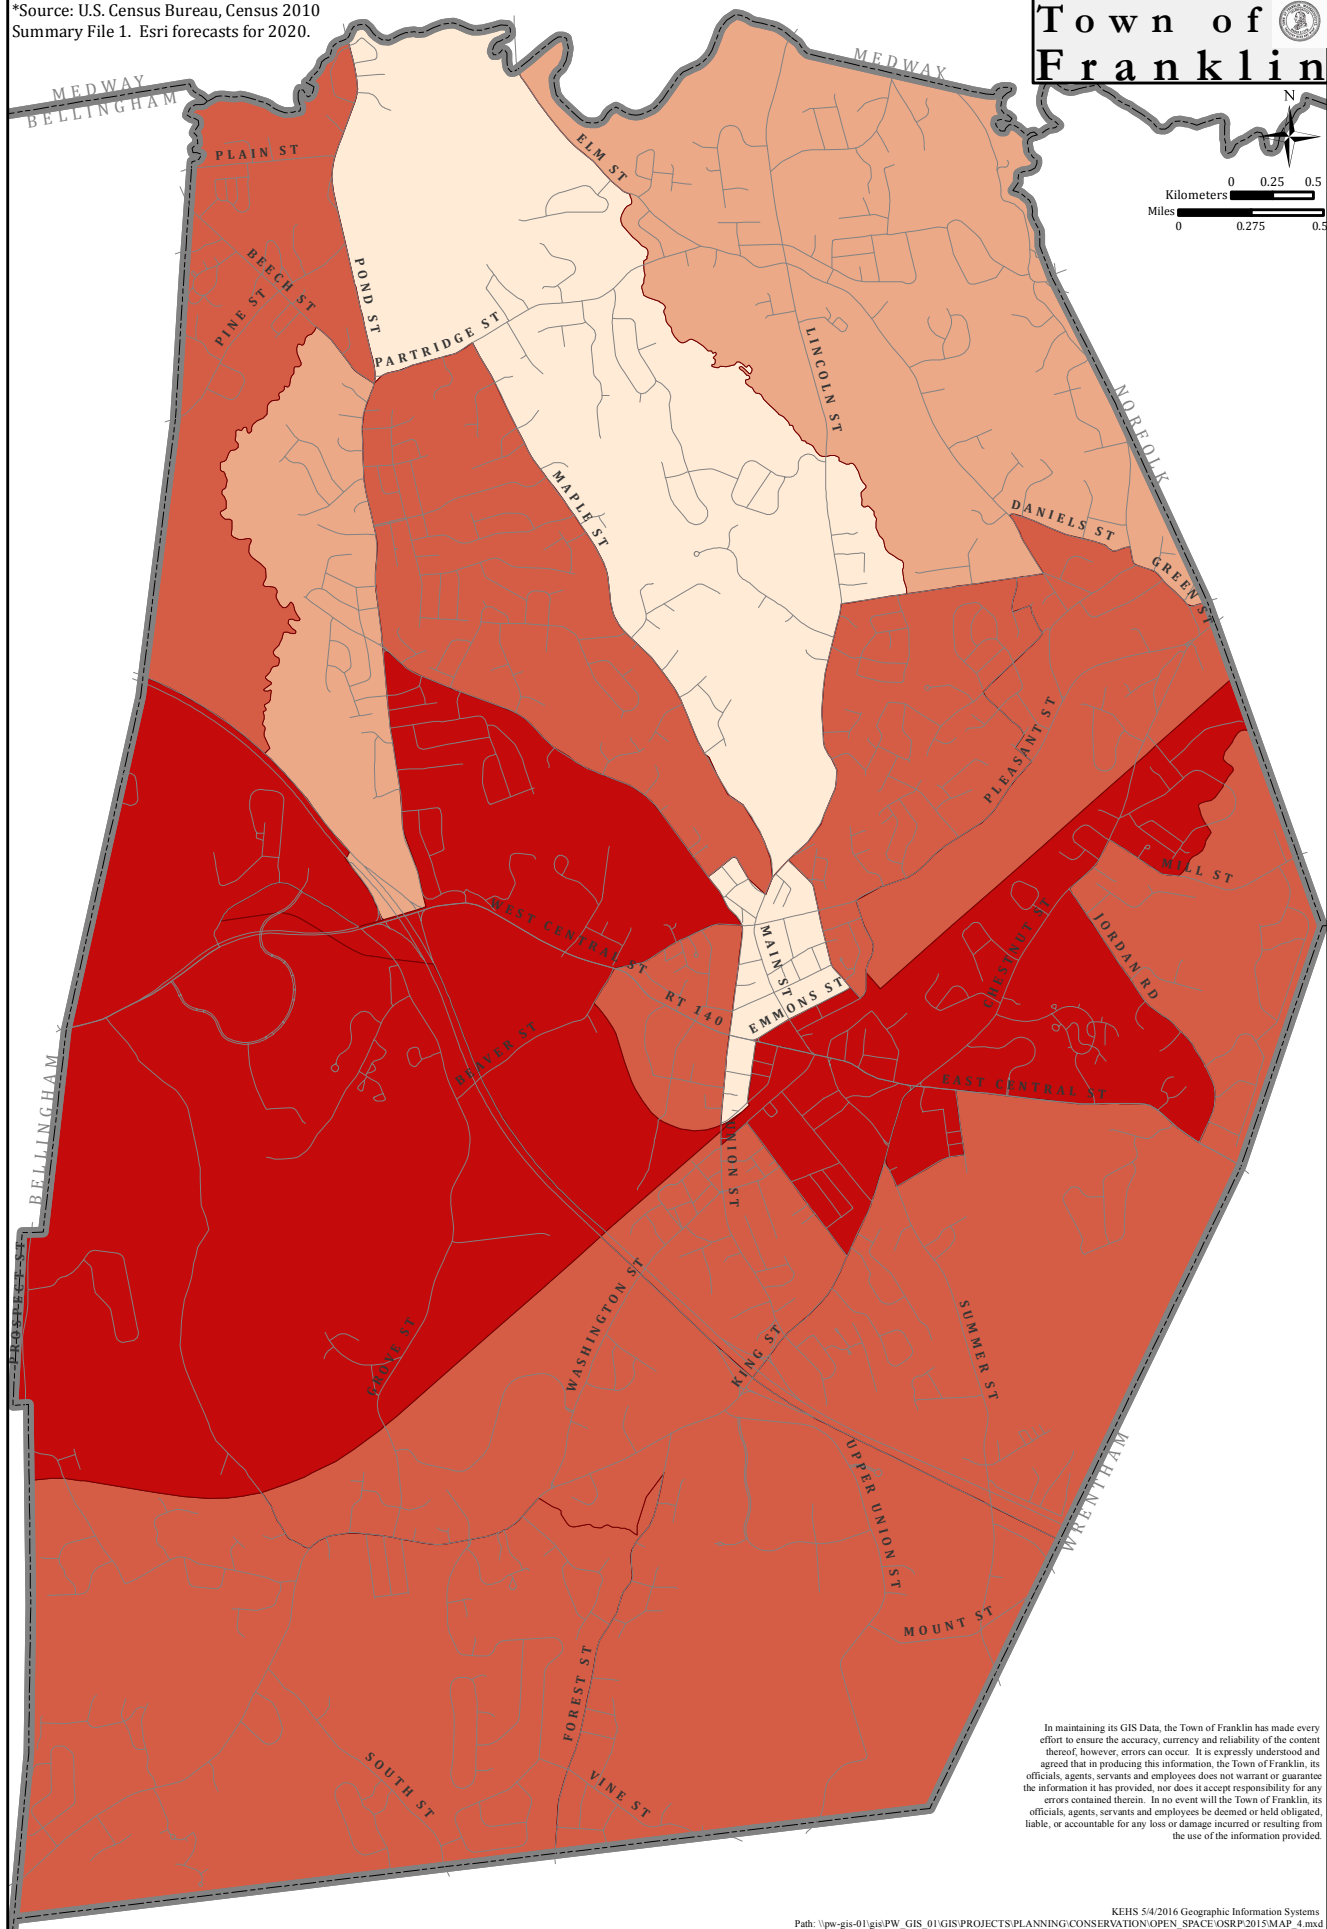 *Source: U.S. Census Bureau, Census 2010
Summary File 1.  Esri forecasts for 2020.
Town of
Franklin
MEDWAY
BELLINGHAM
MEDWAY
N
0 0.25 0.5
Kilometers
Miles
0 0.275 0.5
PLAIN ST
ELM ST
BEECH ST
PINE ST
POND ST
PARTRIDGE ST
LINCOLN ST
NORFOLK
MAPLE ST
DANIELS ST
GREEN ST
PLEASANT ST
MILL ST
WEST CENTRAL ST
MAIN ST
CHESTNUT ST
JORDAN RD
RT 140
EMMONS ST
BEAVER ST
EAST CENTRAL ST
BELLINGHAM
UNION ST
PROSPECT ST
WASHINGTON ST
GROVE ST
KING ST
SUMMER ST
UPPER UNION ST
WRENTHAM
MOUNT ST
FOREST ST
SOUTH ST
VINE ST
In maintaining its GIS Data, the Town of Franklin has made every
effort to ensure the accuracy, currency and reliability of the content
thereof, however, errors can occur.  It is expressly understood and
agreed that in producing this information, the Town of Franklin, its
officials, agents, servants and employees does not warrant or guarantee
the information it has provided, nor does it accept responsibility for any
errors contained therein.  In no event will the Town of Franklin, its
officials, agents, servants and employees be deemed or held obligated,
liable, or accountable for any loss or damage incurred or resulting from
the use of the information provided.
KEHS 5/4/2016 Geographic Information Systems
Path: \\pw-gis-01\gis\PW_GIS_01\GIS\PROJECTS\PLANNING\CONSERVATION\OPEN_SPACE\OSRP\2015\MAP_4.mxd